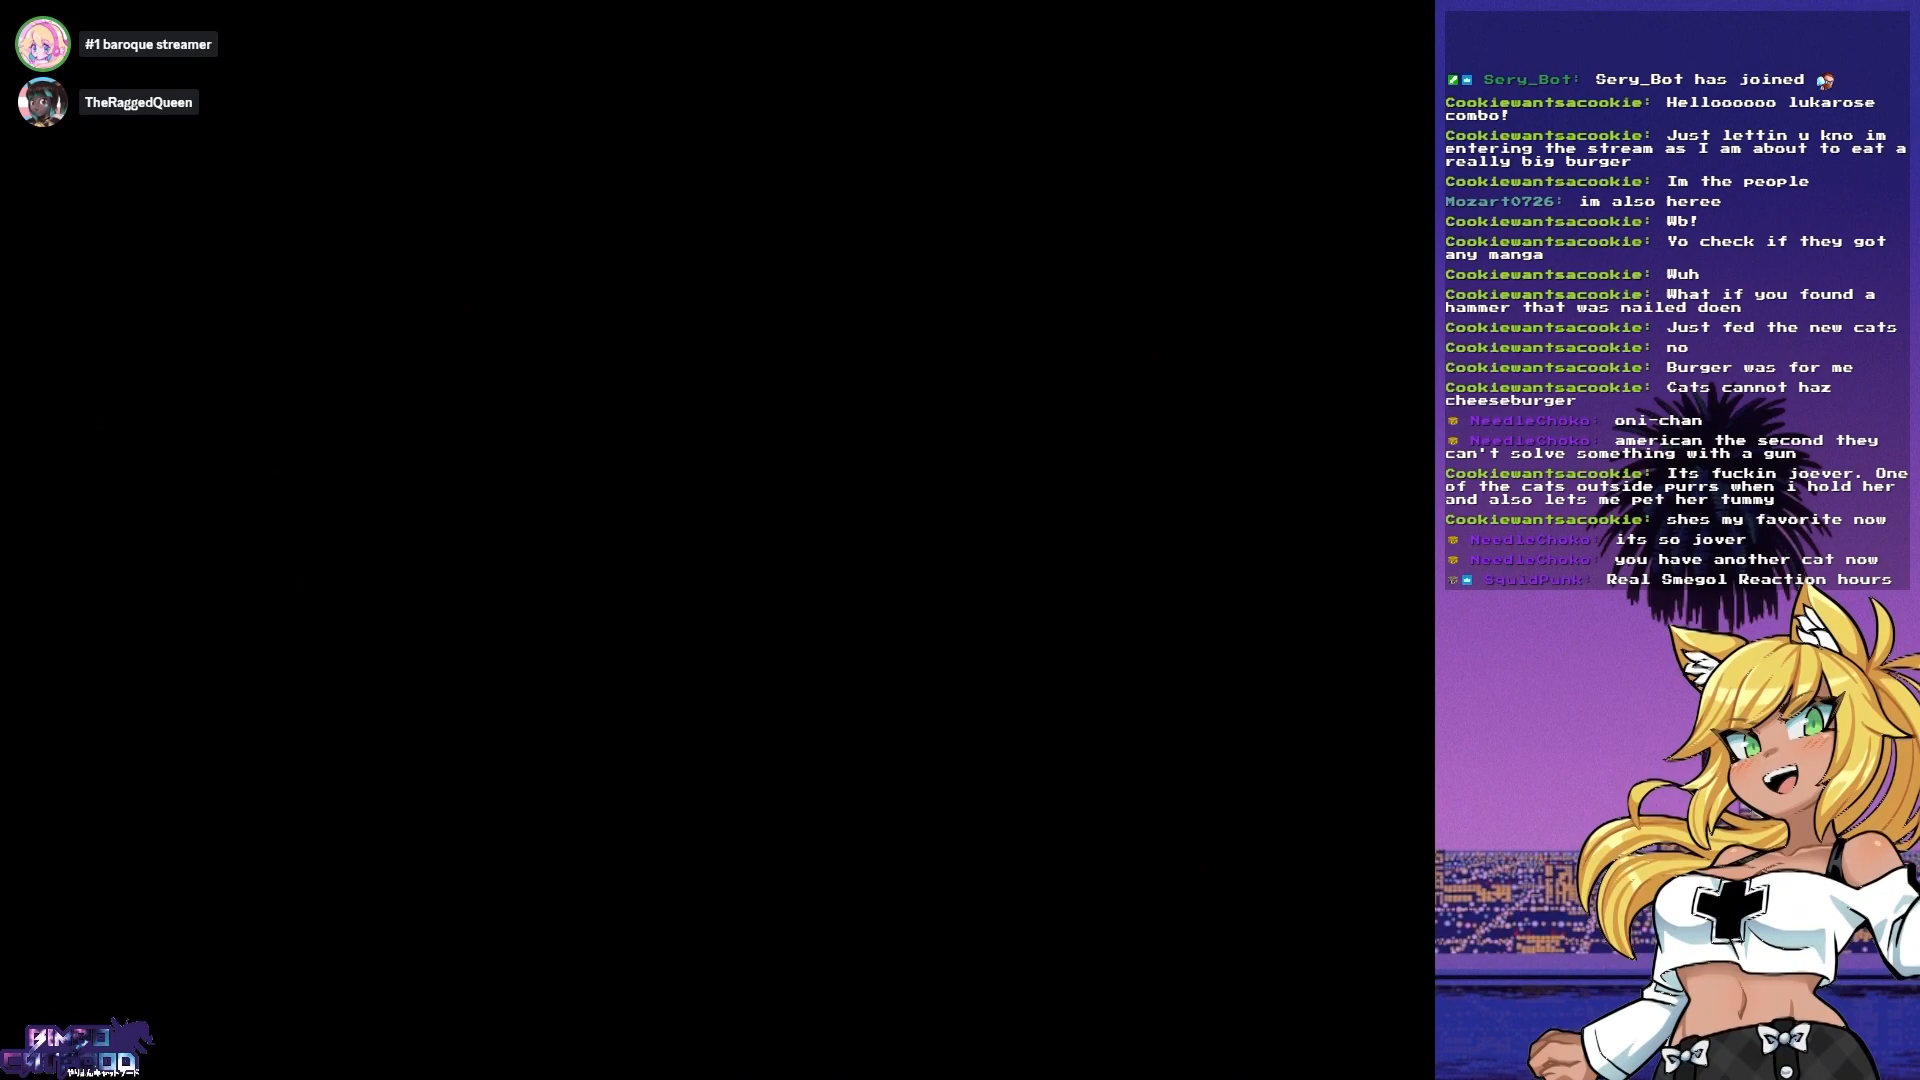 #1 baroque streamer
TheRaggedQueen
Sery_Bot: Sery_Bot has joined
Cookiewantsacookie: Helloooooo lukarose
combo!
Cookiewantsacookie: Just lettin u kno im
entering the stream as I am about to eat a
really big burger
Cookiewantsacookie: Im the people
Mozart0726: im also heree
Cookiewantsacookie: Wb!
Cookiewantsacookie: Yo check if they got
any manga
Cookiewantsacookie: Wuh
Cookiewantsacookie: What if you found a
hammer that was nailed doen
Cookiewantsacookie: Just fed the new cats
Cookiewantsacookie: no
Cookiewantsacookie: Burger was for me
Cookiewantsacookie: Cats cannot haz
cheeseburger
NeedleChoko: oni-chan
NeedleChoko: american the second they
can't solve something with a gun
Cookiewantsacookie: Its fuckin joever. One
of the cats outside purrs when i hold her
and also lets me pet her tummy
Cookiewantsacookie: shes my favorite now
NeedleChoko: its so jover
NeedleChoko: you have another cat now
SquidPunk: Real Smegol Reaction hours